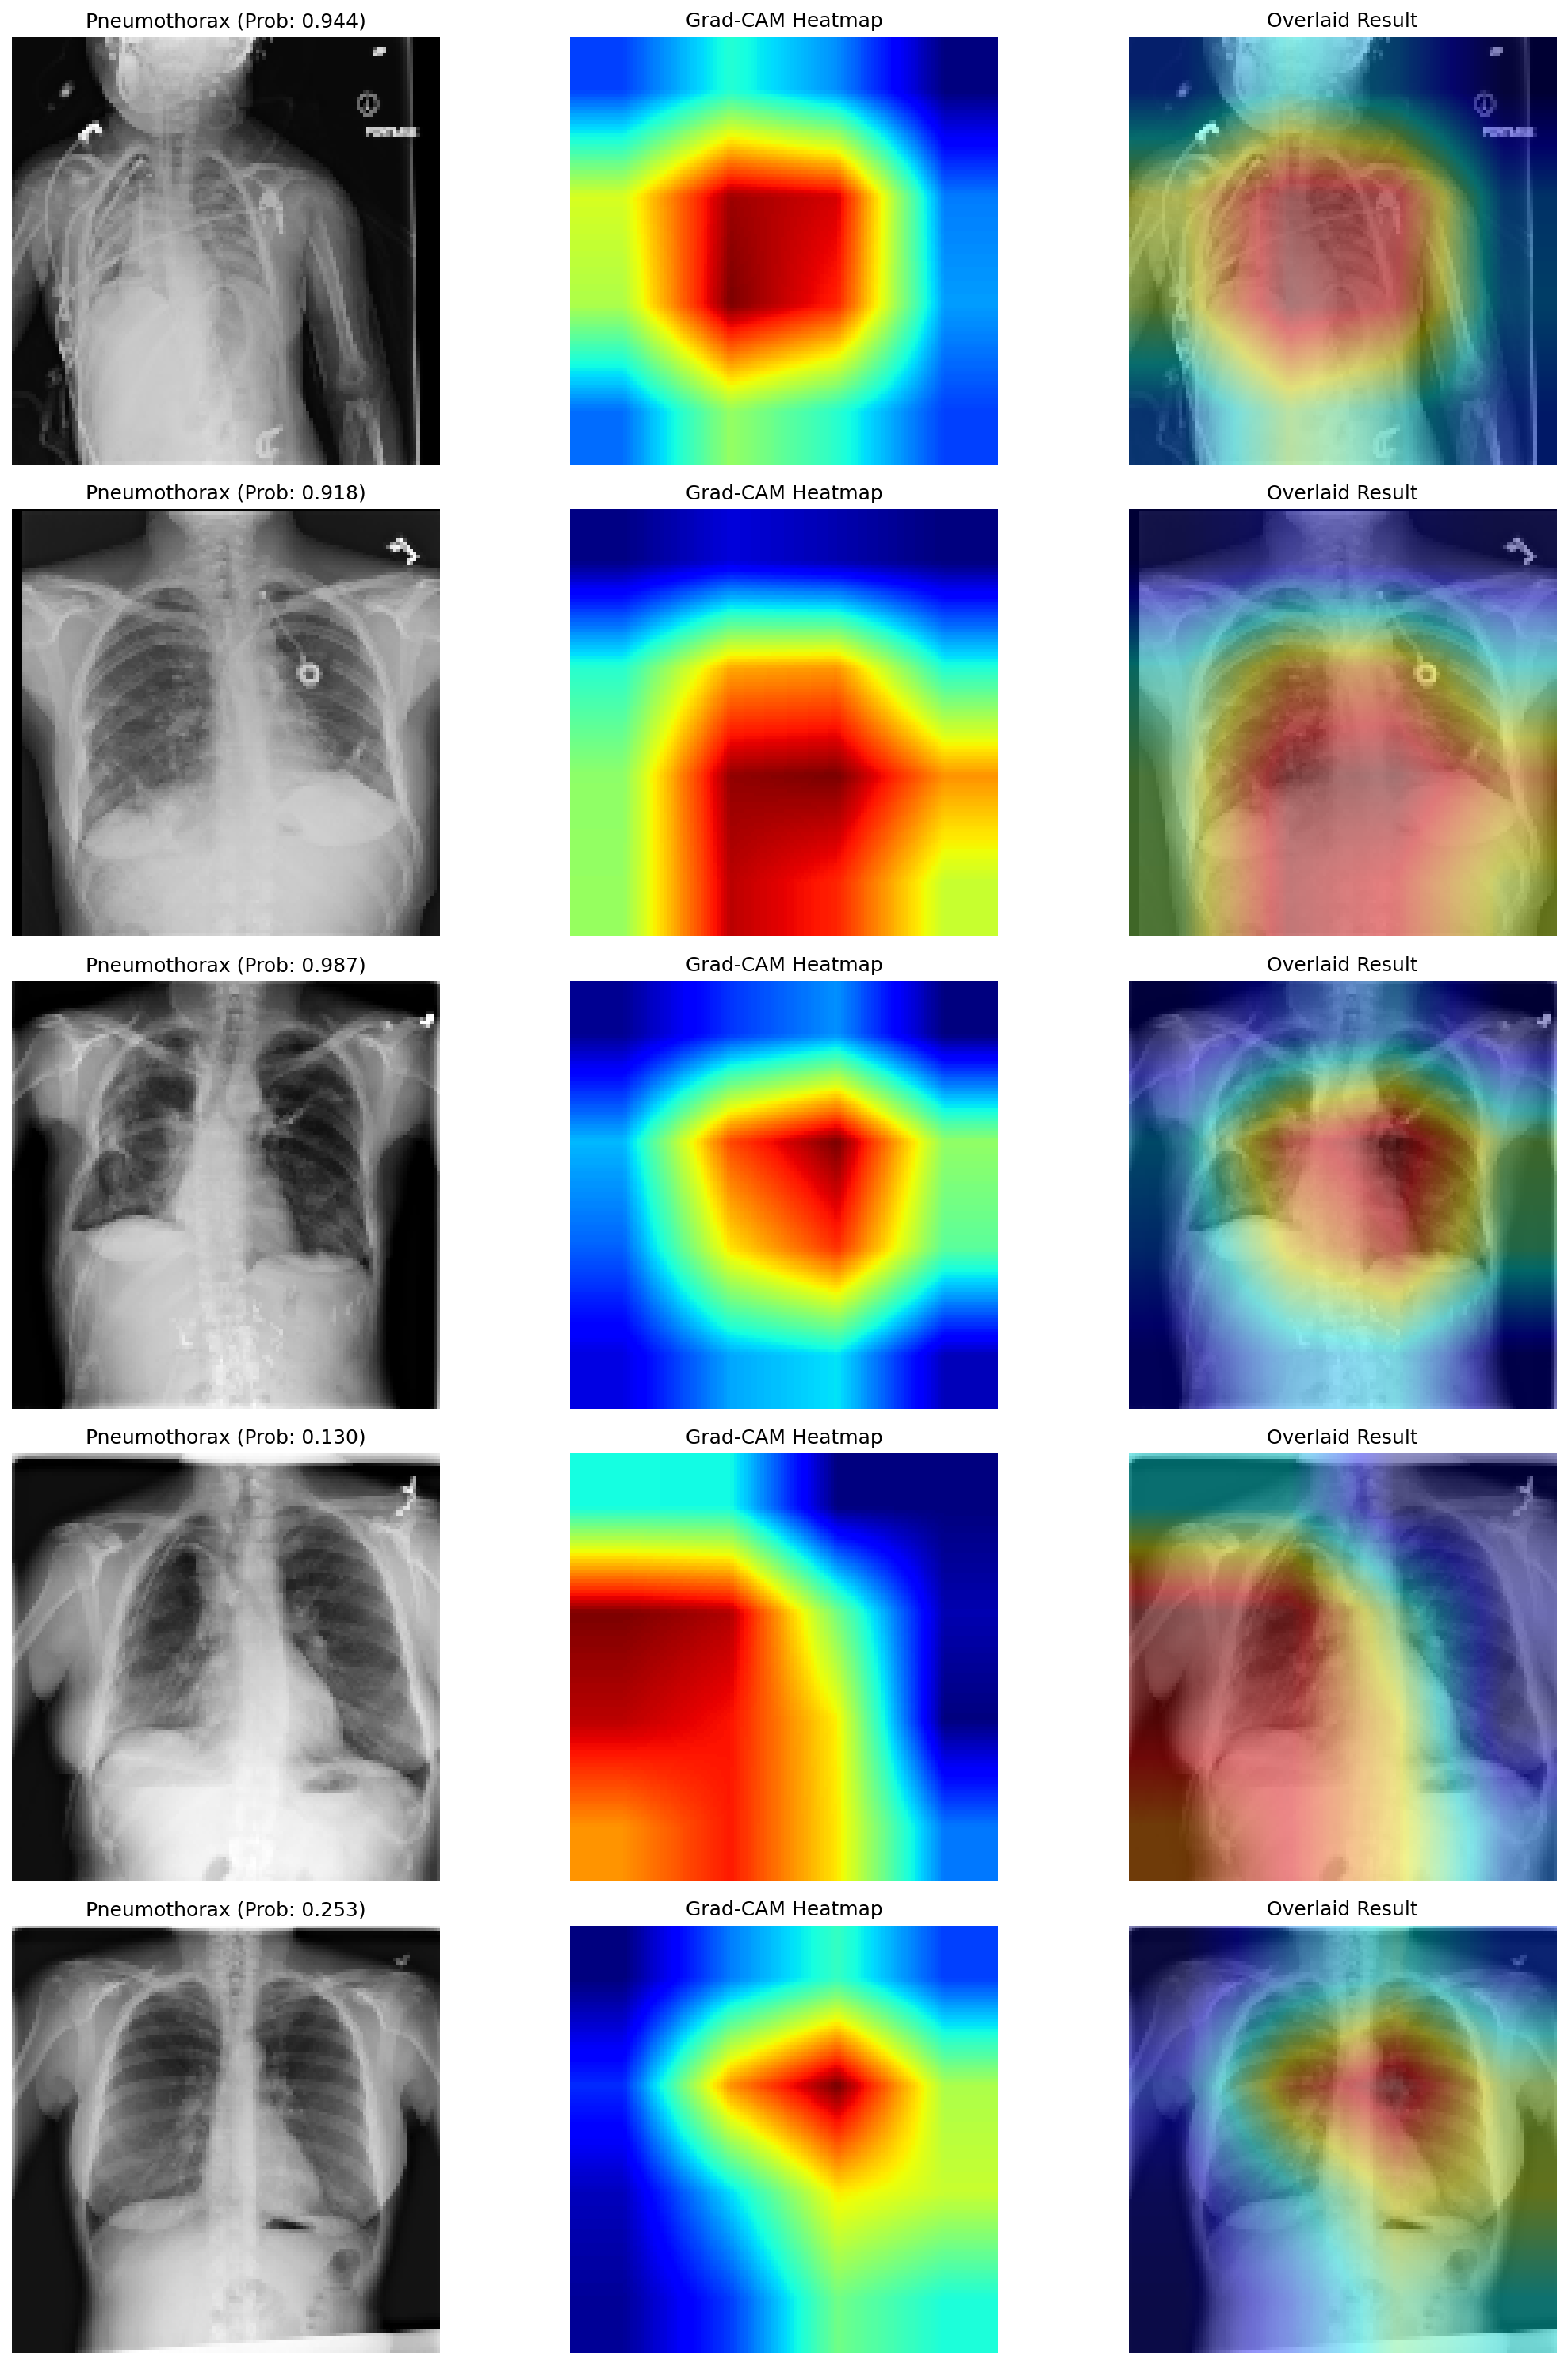 Pneumothorax (Prob: 0.944) Grad-CAM Heatmap Overlaid Result
Pneumothorax (Prob: 0.918) Grad-CAM Heatmap Overlaid Result
Pneumothorax (Prob: 0.987) Grad-CAM Heatmap Overlaid Result
Pneumothorax (Prob: 0.130) Grad-CAM Heatmap Overlaid Result
Pneumothorax (Prob: 0.253) Grad-CAM Heatmap Overlaid Result